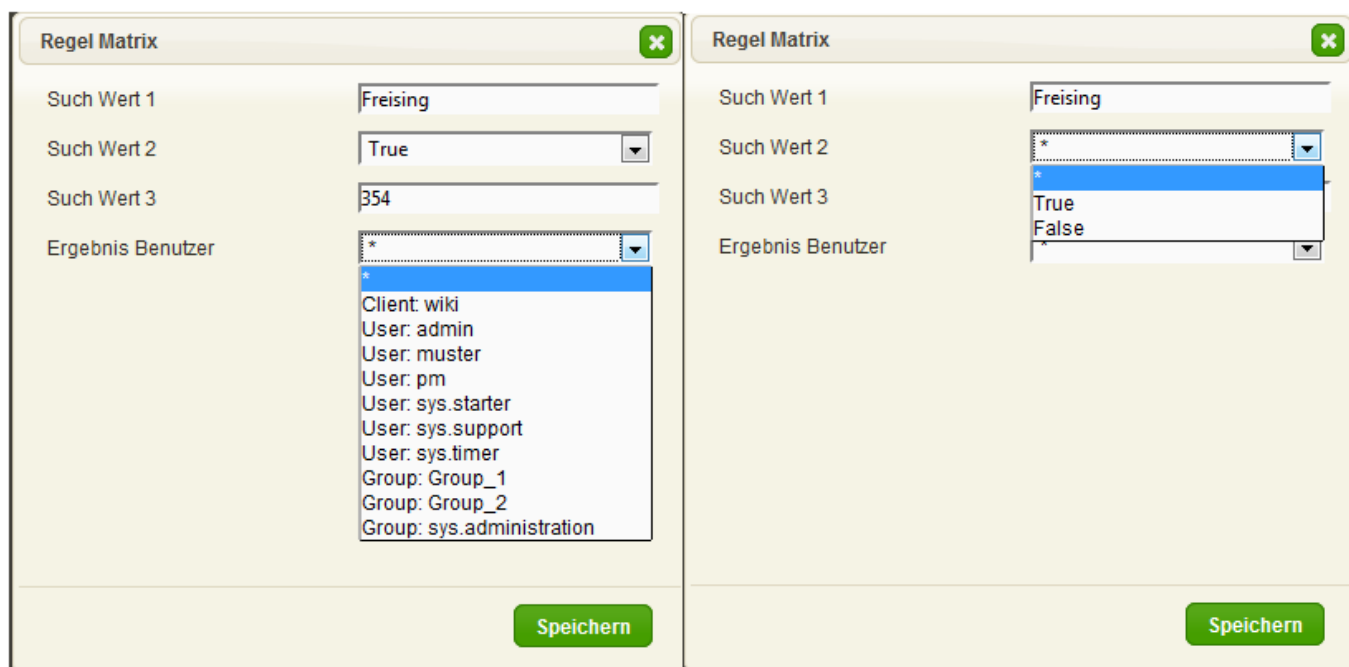 Regel Matrix
Such Wert 1 Freising
Such Wert 2 True
Such Wert 3 354
Ergebnis Benutzer *
*
Client: wiki
User: admin
User: muster
User: pm
User: sys.starter
User: sys.support
User: sys.timer
Group: Group_1
Group: Group_2
Group: sys.administration
Speichern
Regel Matrix
Such Wert 1 Freising
Such Wert 2 *
*
Such Wert 3
True
False
Ergebnis Benutzer *
Speichern